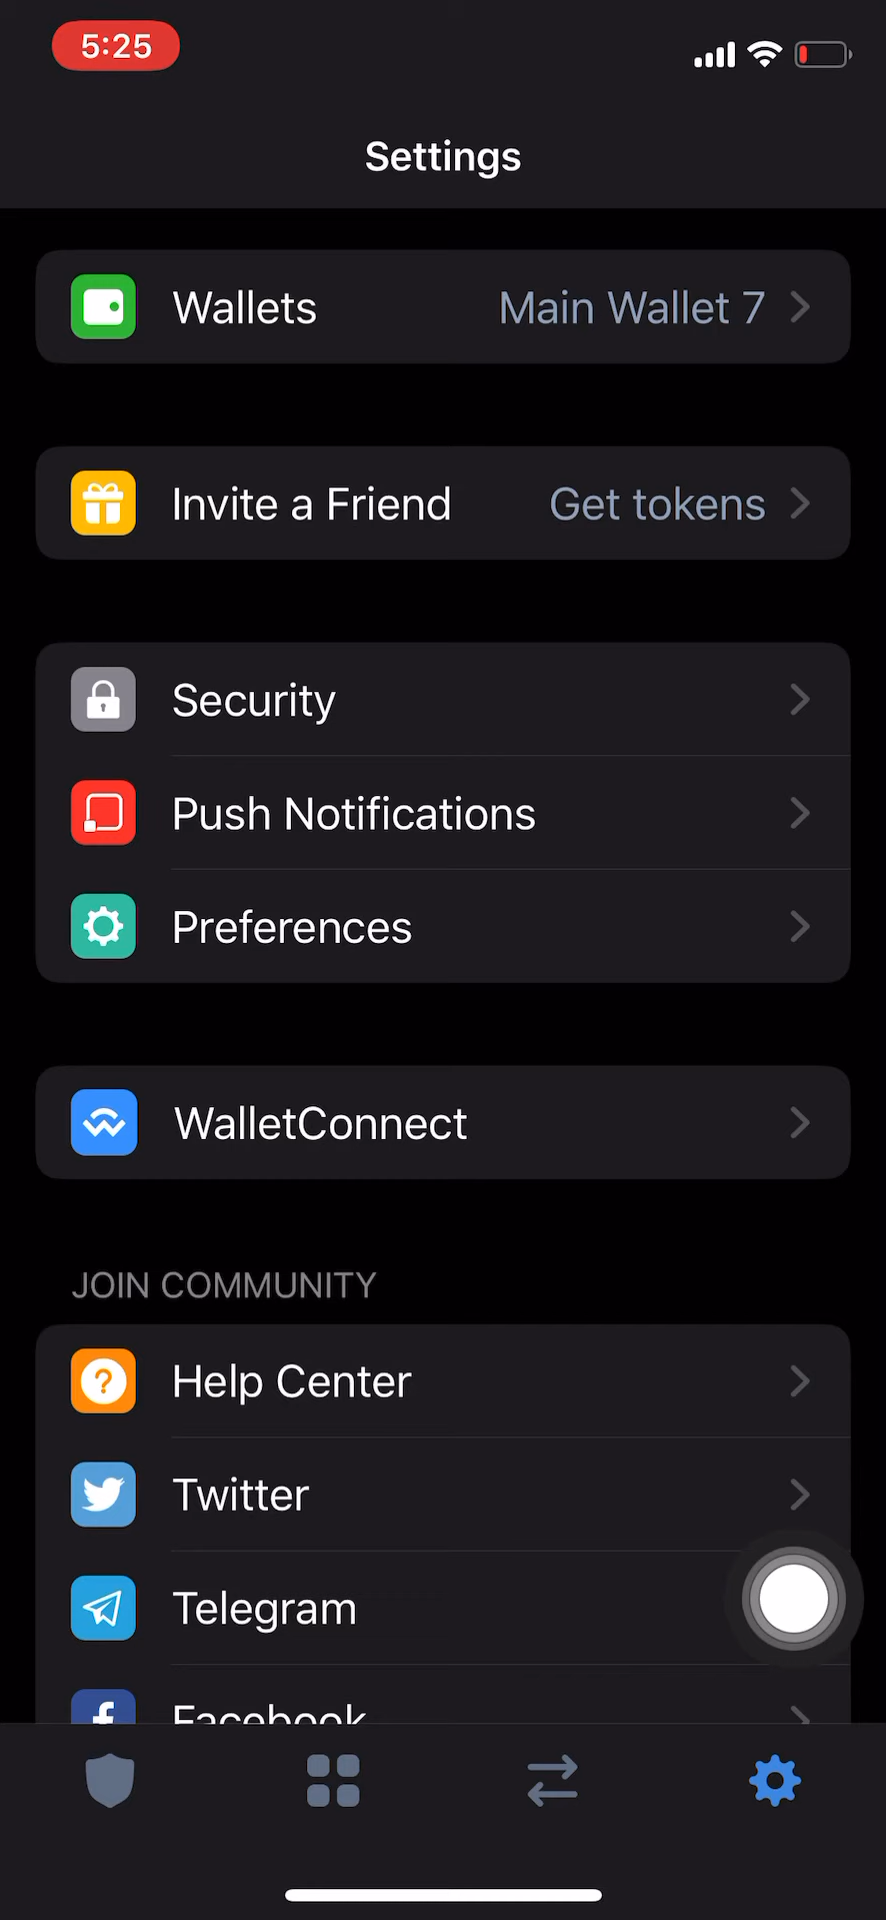 5:25
Settings
Wallets Main Wallet 7
Invite a Friend Get tokens
Security
Push Notifications
Preferences
WalletConnect
JOIN COMMUNITY
Help Center
Twitter
Telegram
Facebook